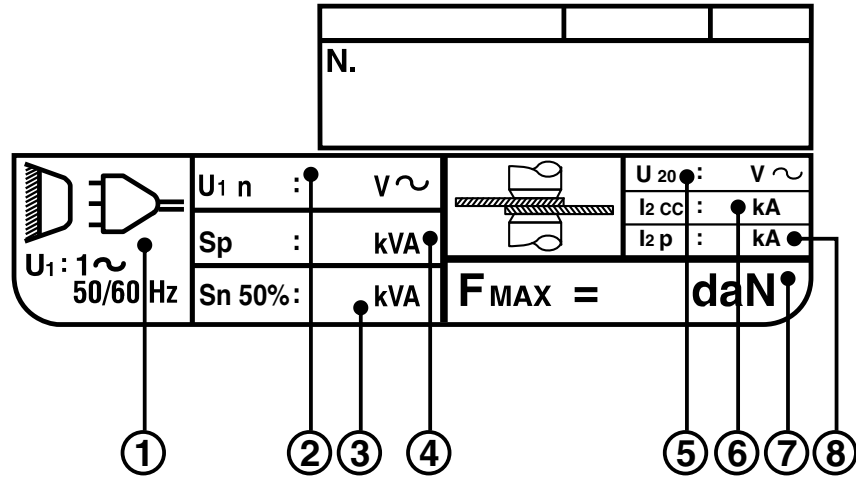 N.
U1 n : V~
U 20 : V~
I2 CC : kA
I2 p : kA
U1 : 1~
50/60 Hz
Sp : kVA
Sn 50%: kVA
FMAX = daN
1 2 3 4 5 6 7 8